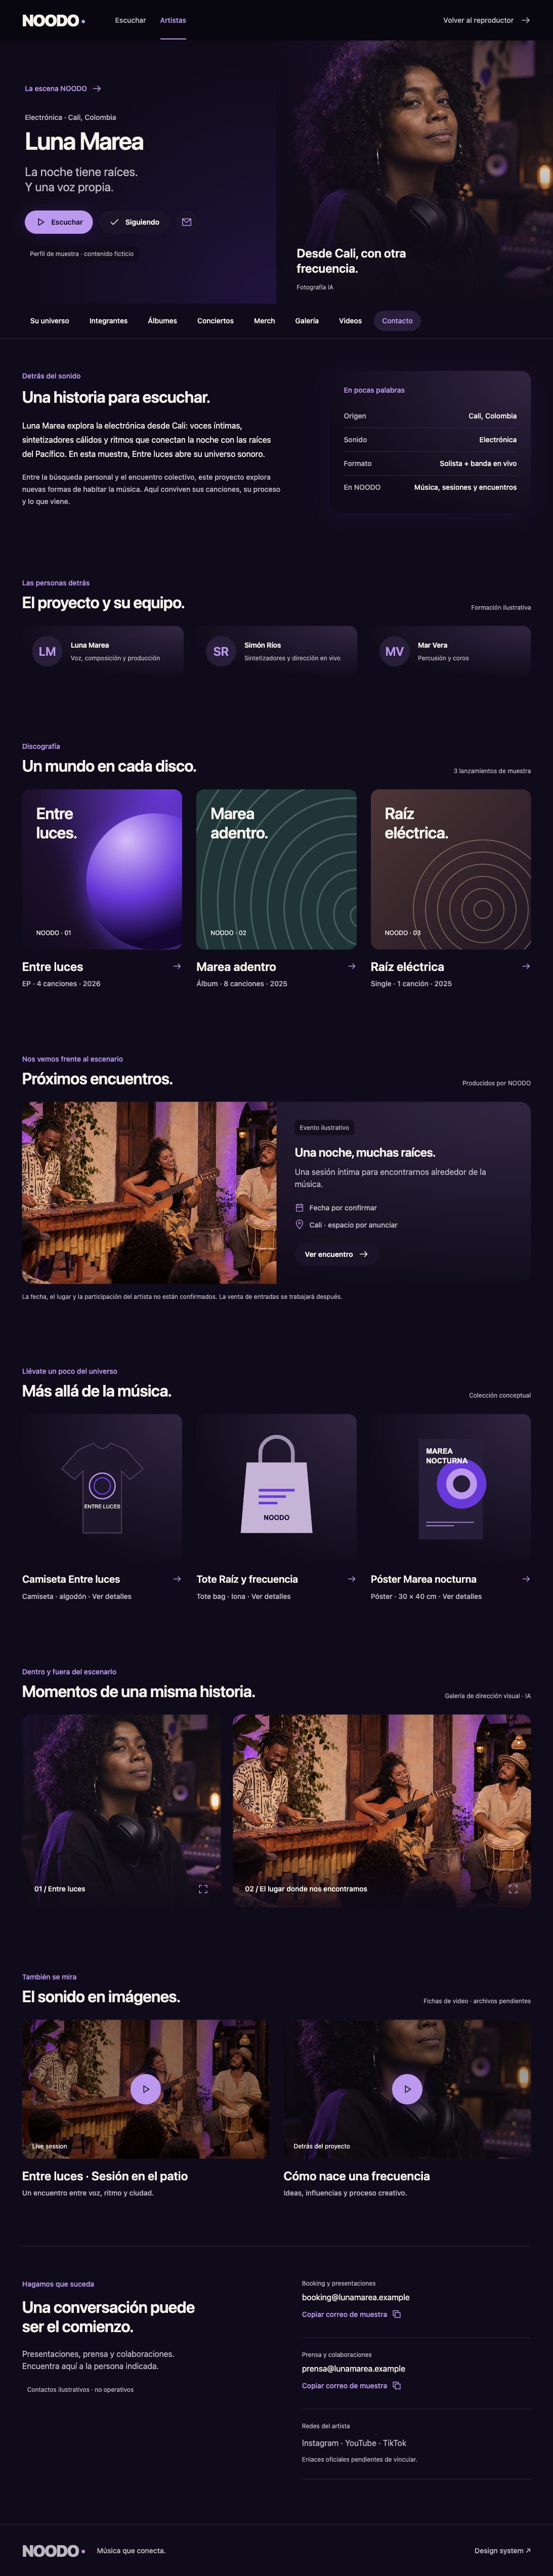 NOODO
Escuchar
Artistas
Volver al reproductor
La escena NOODO
Electrónica · Cali, Colombia
Luna Marea
La noche tiene raíces.
Y una voz propia.
Escuchar
Siguiendo
Perfil de muestra · contenido ficticio
Desde Cali, con otra
frecuencia.
Fotografía IA
Su universo
Integrantes
Álbumes
Conciertos
Merch
Galería
Videos
Contacto
Detrás del sonido
Una historia para escuchar.
Luna Marea explora la electrónica desde Cali: voces íntimas,
sintetizadores cálidos y ritmos que conectan la noche con las raíces
del Pacífico. En esta muestra, Entre luces abre su universo sonoro.
Entre la búsqueda personal y el encuentro colectivo, este proyecto explora
nuevas formas de habitar la música. Aquí conviven sus canciones, su proceso
y lo que viene.
En pocas palabras
Origen
Cali, Colombia
Sonido
Electrónica
Formato
Solista + banda en vivo
En NOODO
Música, sesiones y encuentros
Las personas detrás
El proyecto y su equipo.
Formación ilustrativa
LM
Luna Marea
Voz, composición y producción
SR
Simón Ríos
Sintetizadores y dirección en vivo
MV
Mar Vera
Percusión y coros
Discografía
Un mundo en cada disco.
3 lanzamientos de muestra
Entre
luces.
NOODO · 01
Marea
adentro.
NOODO · 02
Raíz
eléctrica.
NOODO · 03
Entre luces
EP · 4 canciones · 2026
Marea adentro
Álbum · 8 canciones · 2025
Raíz eléctrica
Single · 1 canción · 2025
Nos vemos frente al escenario
Próximos encuentros.
Producidos por NOODO
Evento ilustrativo
Una noche, muchas raíces.
Una sesión íntima para encontrarnos alrededor de la
música.
Fecha por confirmar
Cali · espacio por anunciar
Ver encuentro
La fecha, el lugar y la participación del artista no están confirmados. La venta de entradas se trabajará después.
Llévate un poco del universo
Más allá de la música.
Colección conceptual
ENTRE LUCES
NOODO
MAREA
NOCTURNA
Camiseta Entre luces
Camiseta · algodón · Ver detalles
Tote Raíz y frecuencia
Tote bag · lona · Ver detalles
Póster Marea nocturna
Póster · 30 × 40 cm · Ver detalles
Dentro y fuera del escenario
Momentos de una misma historia.
Galería de dirección visual · IA
01 / Entre luces
02 / El lugar donde nos encontramos
También se mira
El sonido en imágenes.
Fichas de video · archivos pendientes
Live session
Detrás del proyecto
Entre luces · Sesión en el patio
Un encuentro entre voz, ritmo y ciudad.
Cómo nace una frecuencia
Ideas, influencias y proceso creativo.
Hagamos que suceda
Una conversación puede
ser el comienzo.
Presentaciones, prensa y colaboraciones.
Encuentra aquí a la persona indicada.
Contactos ilustrativos · no operativos
Booking y presentaciones
booking@lunamarea.example
Copiar correo de muestra
Prensa y colaboraciones
prensa@lunamarea.example
Copiar correo de muestra
Redes del artista
Instagram · YouTube · TikTok
Enlaces oficiales pendientes de vincular.
NOODO
Música que conecta.
Design system ↗